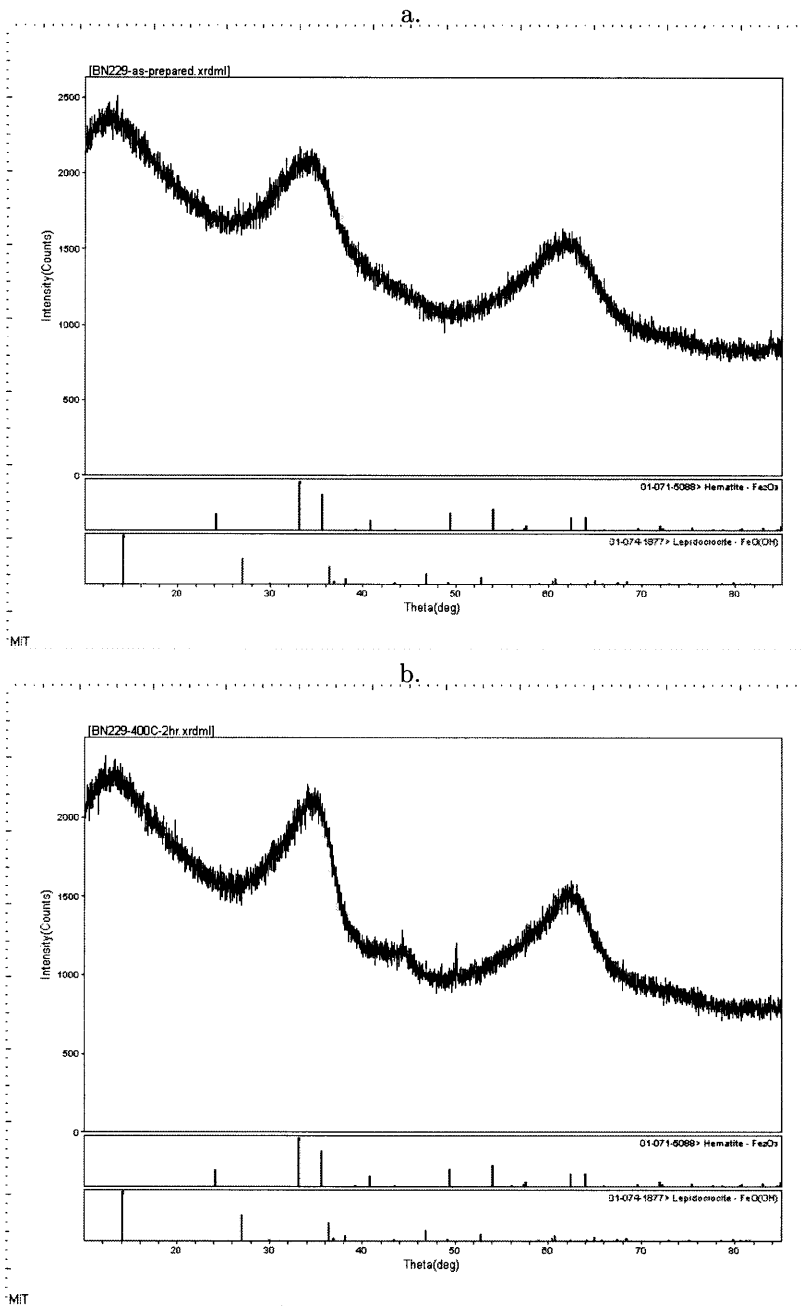 a.
[BN229-as-prepared.xrdml]
2500
2000
1500
1000
500
0
Intensity(Counts)
01-071-5088> Hematite - Fe2O3
01-074-1877> Lepidocrocite - FeO(OH)
20 30 40 50 60 70 80
Theta(deg)
MIT
b.
[BN229-400C-2hr.xrdml]
2000
1500
1000
500
0
Intensity(Counts)
01-071-5088> Hematite - Fe2O3
01-074-1877> Lepidocrocite - FeO(OH)
20 30 40 50 60 70 80
Theta(deg)
MIT